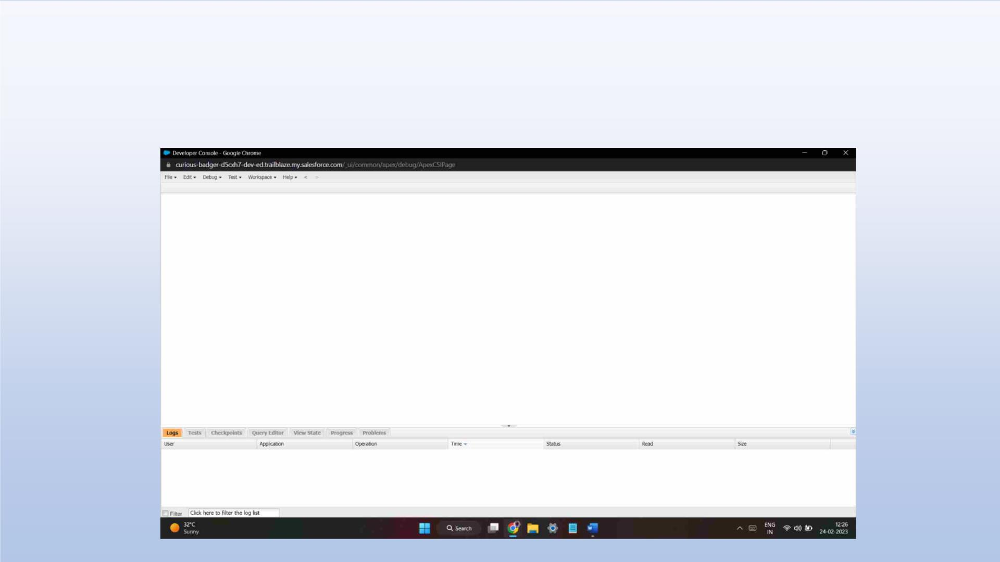 Developer Console - Google Chrome
curious-badger-d5cxh7-dev-ed.trailblaze.my.salesforce.com/_ui/common/apex/debug/ApexCSIPage
File Edit Debug Test Workspace Help < >
Logs Tests Checkpoints Query Editor View State Progress Problems
User Application Operation Time Status Read Size
Filter Click here to filter the log list
32°C
Sunny
Search
ENG
IN
12:26
24-02-2023